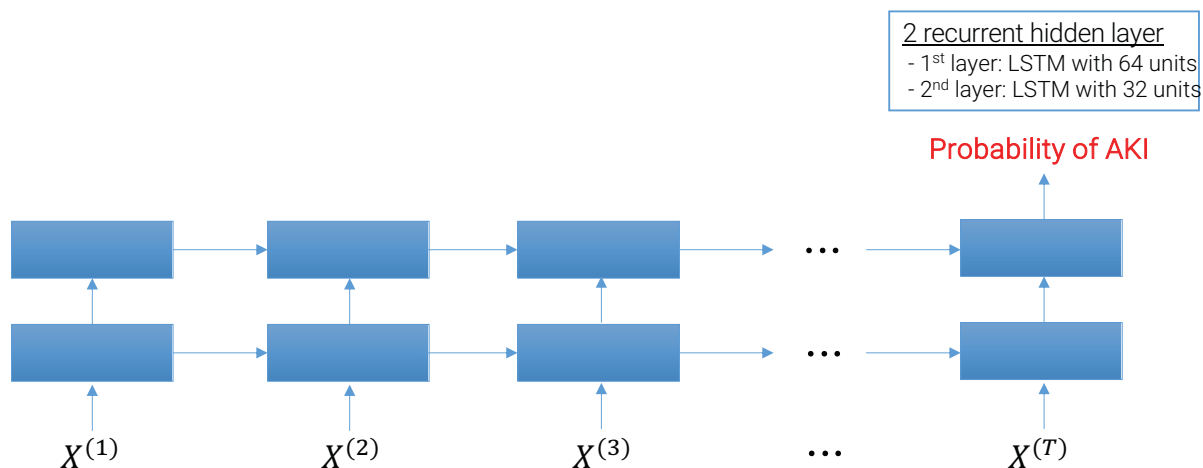 2 recurrent hidden layer
- 1st layer: LSTM with 64 units
- 2nd layer: LSTM with 32 units
Probability of AKI
...
...
X(1) X(2) X(3) ... X(T)